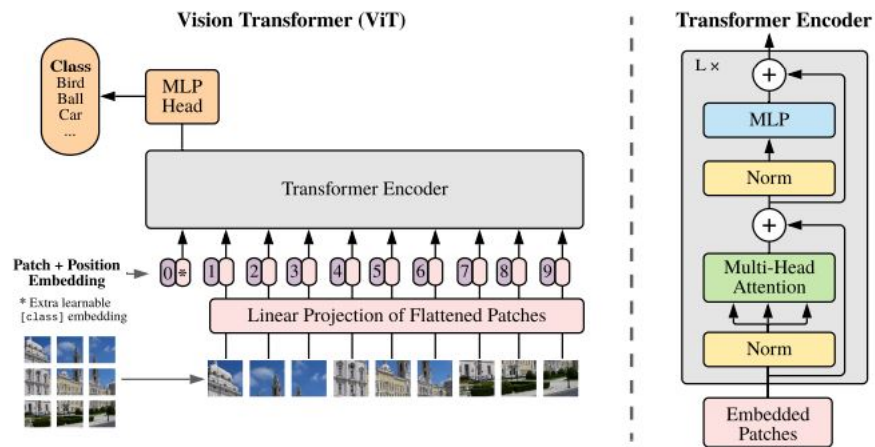 Vision Transformer (ViT)
Class
Bird
Ball
Car
...
MLP
Head
Transformer Encoder
Patch + Position
Embedding
* Extra learnable
[class] embedding
0 * 1 2 3 4 5 6 7 8 9
Linear Projection of Flattened Patches
Transformer Encoder
L ×
+
MLP
Norm
+
Multi-Head
Attention
Norm
Embedded
Patches